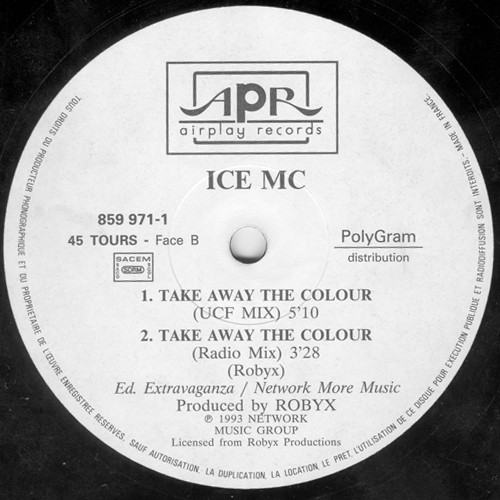 APR
airplay records
ICE MC
859 971-1
45 TOURS - Face B
PolyGram
distribution
SACEM
SDRM
SACD
SGDL
1. TAKE AWAY THE COLOUR
(UCF MIX) 5'10
2. TAKE AWAY THE COLOUR
(Radio Mix) 3'28
(Robyx)
Ed. Extravaganza / Network More Music
Produced by ROBYX
℗ 1993 NETWORK
MUSIC GROUP
Licensed from Robyx Productions
TOUS DROITS DU PRODUCTEUR PHONOGRAPHIQUE ET DU PROPRIETAIRE DE L'ŒUVRE ENREGISTREE RESERVES. SAUF AUTORISATION, LA DUPLICATION, LA LOCATION, LE PRET, L'UTILISATION DE CE DISQUE POUR EXECUTION PUBLIQUE ET RADIODIFFUSION SONT INTERDITS - MADE IN FRANCE.